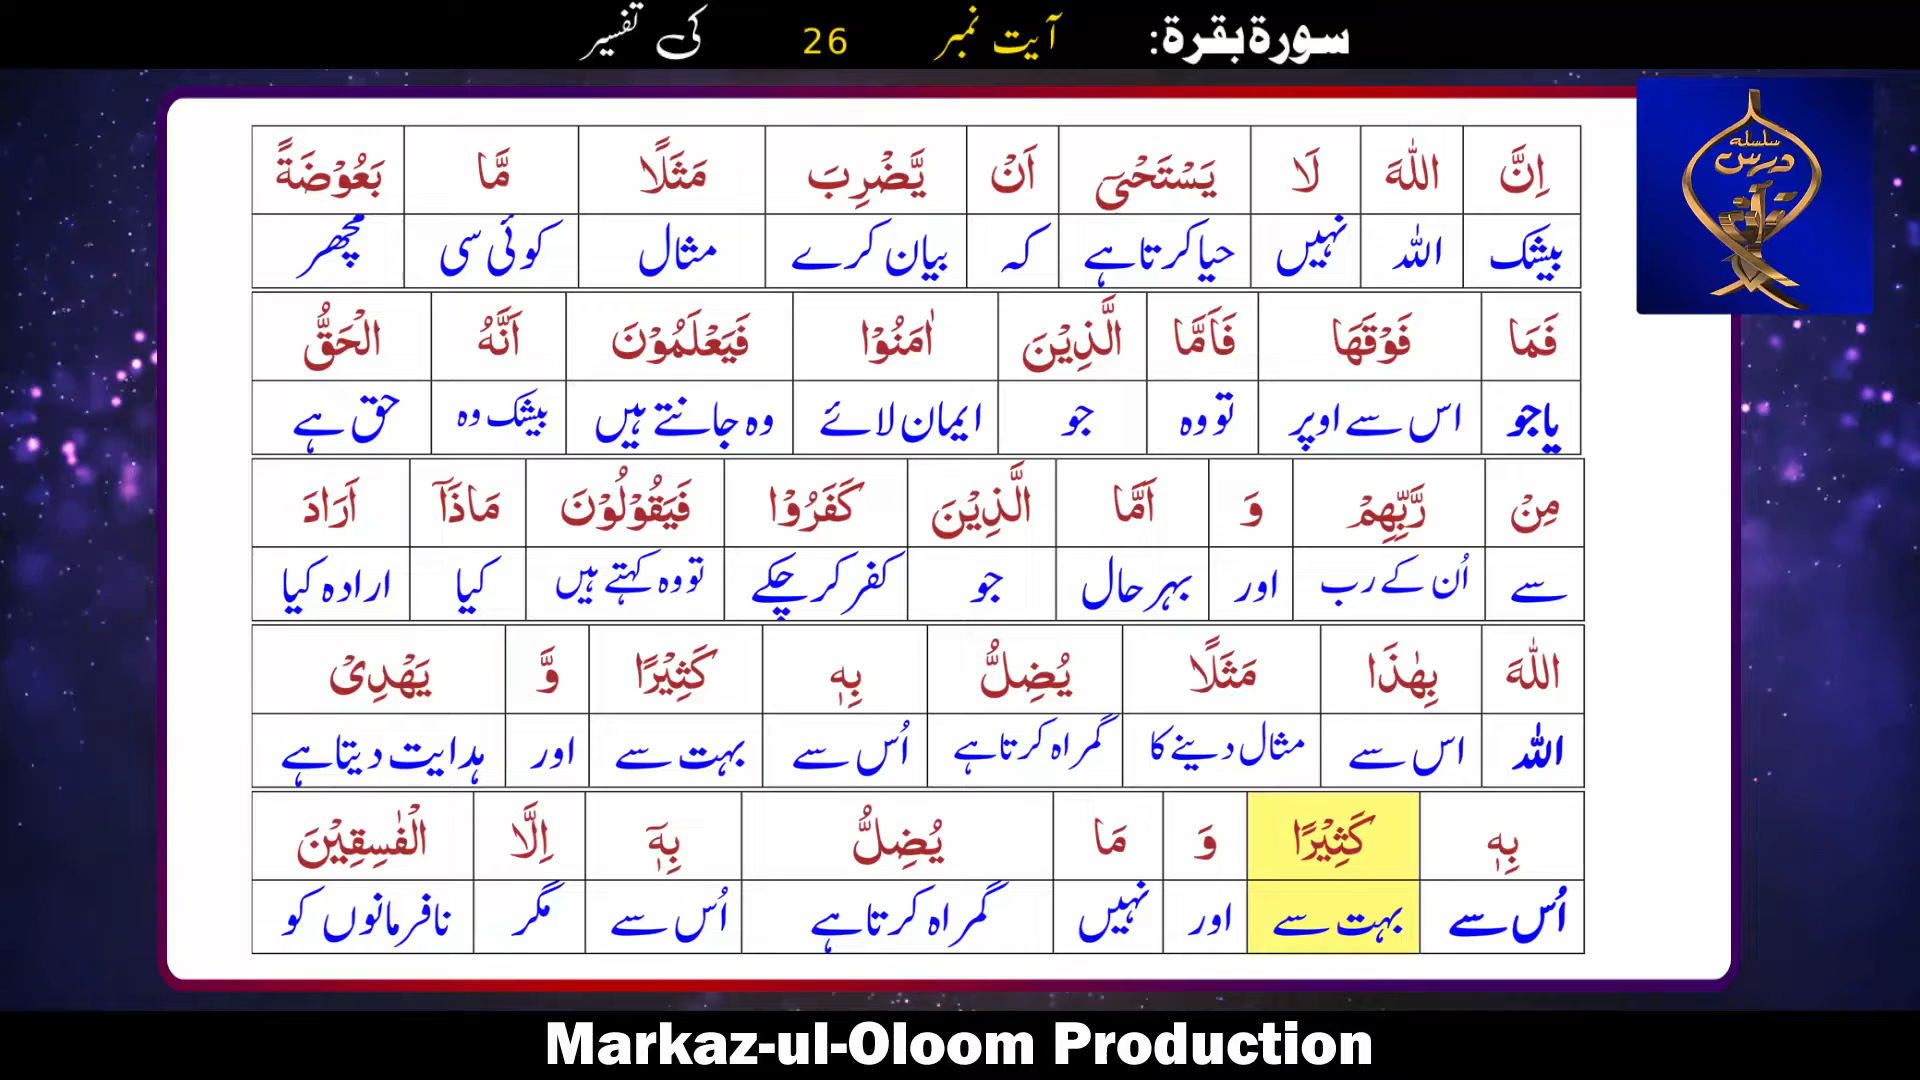 سورۃ بقرۃ: آیت نمبر 26 کی تفسیر
سلسلہ
درس
قرآن
اِنَّ اللّٰهَ لَا يَسْتَحْیٖٓ اَنْ يَّضْرِبَ مَثَلًا مَّا بَعُوْضَةً
بیشک اللہ نہیں حیا کرتا ہے کہ بیان کرے مثال کوئی سی مچھر
فَمَا فَوْقَهَا فَاَمَّا الَّذِيْنَ اٰمَنُوْا فَيَعْلَمُوْنَ اَنَّهُ الْحَقُّ
یا جو اس سے اوپر تو وہ جو ایمان لائے وہ جانتے ہیں بیشک وہ حق ہے
مِنْ رَّبِّهِمْ وَ اَمَّا الَّذِيْنَ كَفَرُوْا فَيَقُوْلُوْنَ مَاذَآ اَرَادَ
سے اُن کے رب اور بہرحال جو کفر کرچکے تو وہ کہتے ہیں کیا ارادہ کیا
اللّٰهُ بِهٰذَا مَثَلًا يُضِلُّ بِهٖ كَثِيْرًا وَّ يَهْدِیْ
اللہ اس سے مثال دینے کا گمراہ کرتا ہے اُس سے بہت سے اور ہدایت دیتا ہے
بِهٖ كَثِيْرًا وَ مَا يُضِلُّ بِهٖٓ اِلَّا الْفٰسِقِيْنَ
اُس سے بہت سے اور نہیں گمراہ کرتا ہے اُس سے مگر نافرمانوں کو
Markaz-ul-Oloom Production